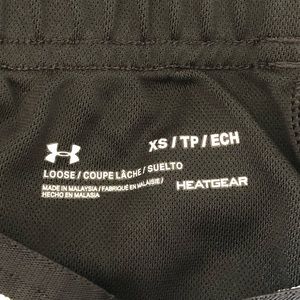 XS / TP / ECH
LOOSE / COUPE LÂCHE / SUELTO
MADE IN MALAYSIA / FABRIQUÉ EN MALAISIE /
HECHO EN MALASIA
HEATGEAR